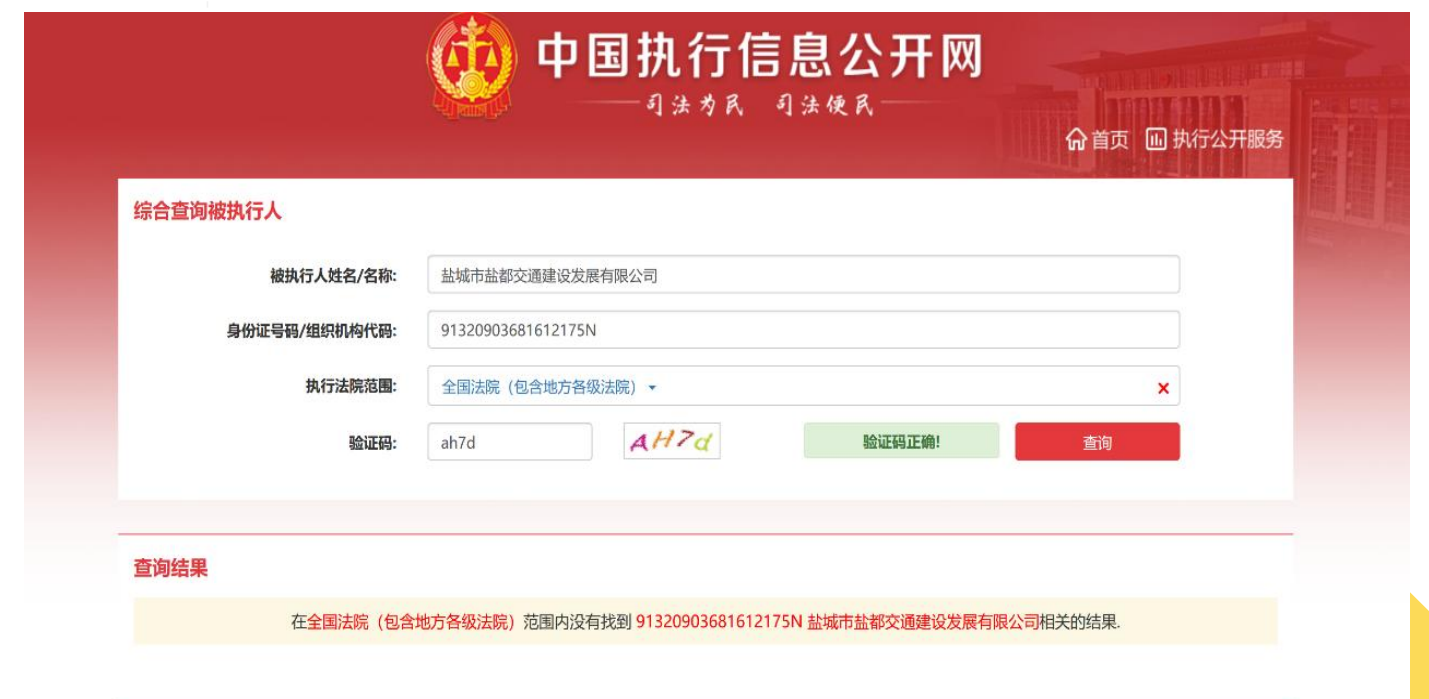 中国执行信息公开网
司法为民 司法便民
首页 执行公开服务
综合查询被执行人
被执行人姓名/名称: 盐城市盐都交通建设发展有限公司
身份证号码/组织机构代码: 91320903681612175N
执行法院范围: 全国法院（包含地方各级法院）
验证码: ah7d AH7d 验证码正确! 查询
查询结果
在全国法院（包含地方各级法院）范围内没有找到 91320903681612175N 盐城市盐都交通建设发展有限公司相关的结果.